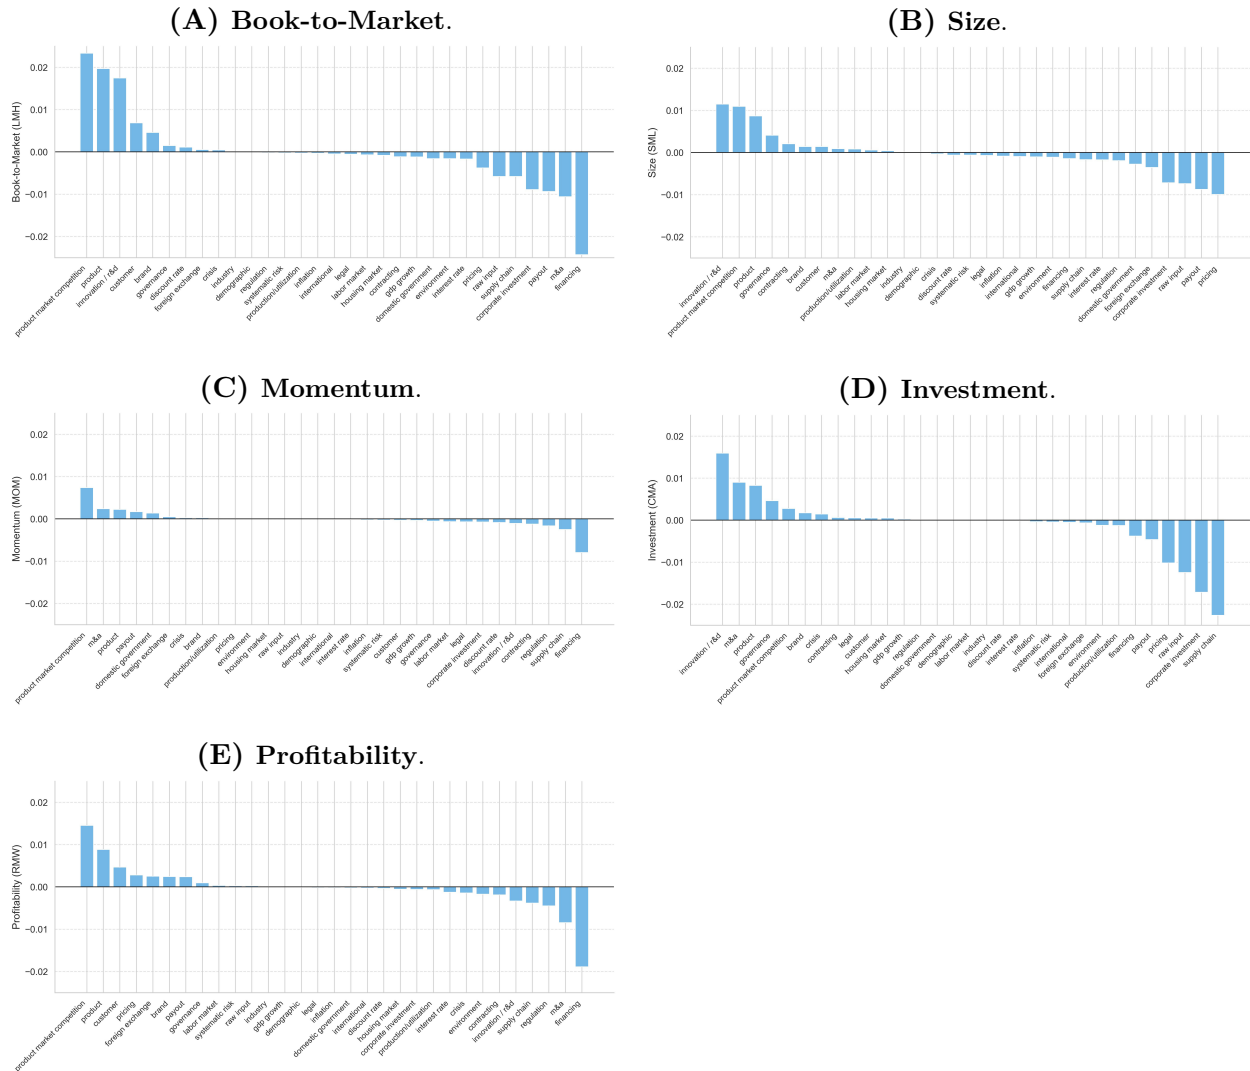 (A) Book-to-Market.
Book-to-Market (LMH)
0.02
0.01
0.00
−0.01
−0.02
product market competition
product
innovation / r&d
customer
brand
governance
discount rate
foreign exchange
crisis
industry
demographic
regulation
systematic risk
production/utilization
inflation
international
legal
labor market
housing market
contracting
gdp growth
domestic government
environment
interest rate
pricing
raw input
supply chain
corporate investment
payout
m&a
financing
(B) Size.
Size (SML)
0.02
0.01
0.00
−0.01
−0.02
innovation / r&d
product market competition
product
governance
contracting
brand
customer
m&a
production/utilization
labor market
housing market
industry
demographic
crisis
discount rate
systematic risk
legal
inflation
international
gdp growth
environment
financing
supply chain
interest rate
regulation
domestic government
foreign exchange
corporate investment
raw input
payout
pricing
(C) Momentum.
Momentum (MOM)
0.02
0.01
0.00
−0.01
−0.02
product market competition
m&a
product
payout
domestic government
foreign exchange
crisis
brand
production/utilization
pricing
environment
housing market
raw input
industry
demographic
international
interest rate
inflation
systematic risk
customer
gdp growth
governance
labor market
legal
corporate investment
discount rate
innovation / r&d
contracting
regulation
supply chain
financing
(D) Investment.
Investment (CMA)
0.02
0.01
0.00
−0.01
−0.02
innovation / r&d
m&a
product
governance
product market competition
brand
crisis
contracting
legal
customer
housing market
gdp growth
regulation
domestic government
demographic
labor market
industry
discount rate
interest rate
inflation
systematic risk
international
foreign exchange
environment
production/utilization
financing
payout
pricing
raw input
corporate investment
supply chain
(E) Profitability.
Profitability (RMW)
0.02
0.01
0.00
−0.01
−0.02
product market competition
product
customer
pricing
foreign exchange
brand
payout
governance
labor market
systematic risk
raw input
industry
gdp growth
demographic
legal
inflation
domestic government
international
discount rate
housing market
corporate investment
production/utilization
interest rate
crisis
environment
contracting
innovation / r&d
supply chain
regulation
m&a
financing